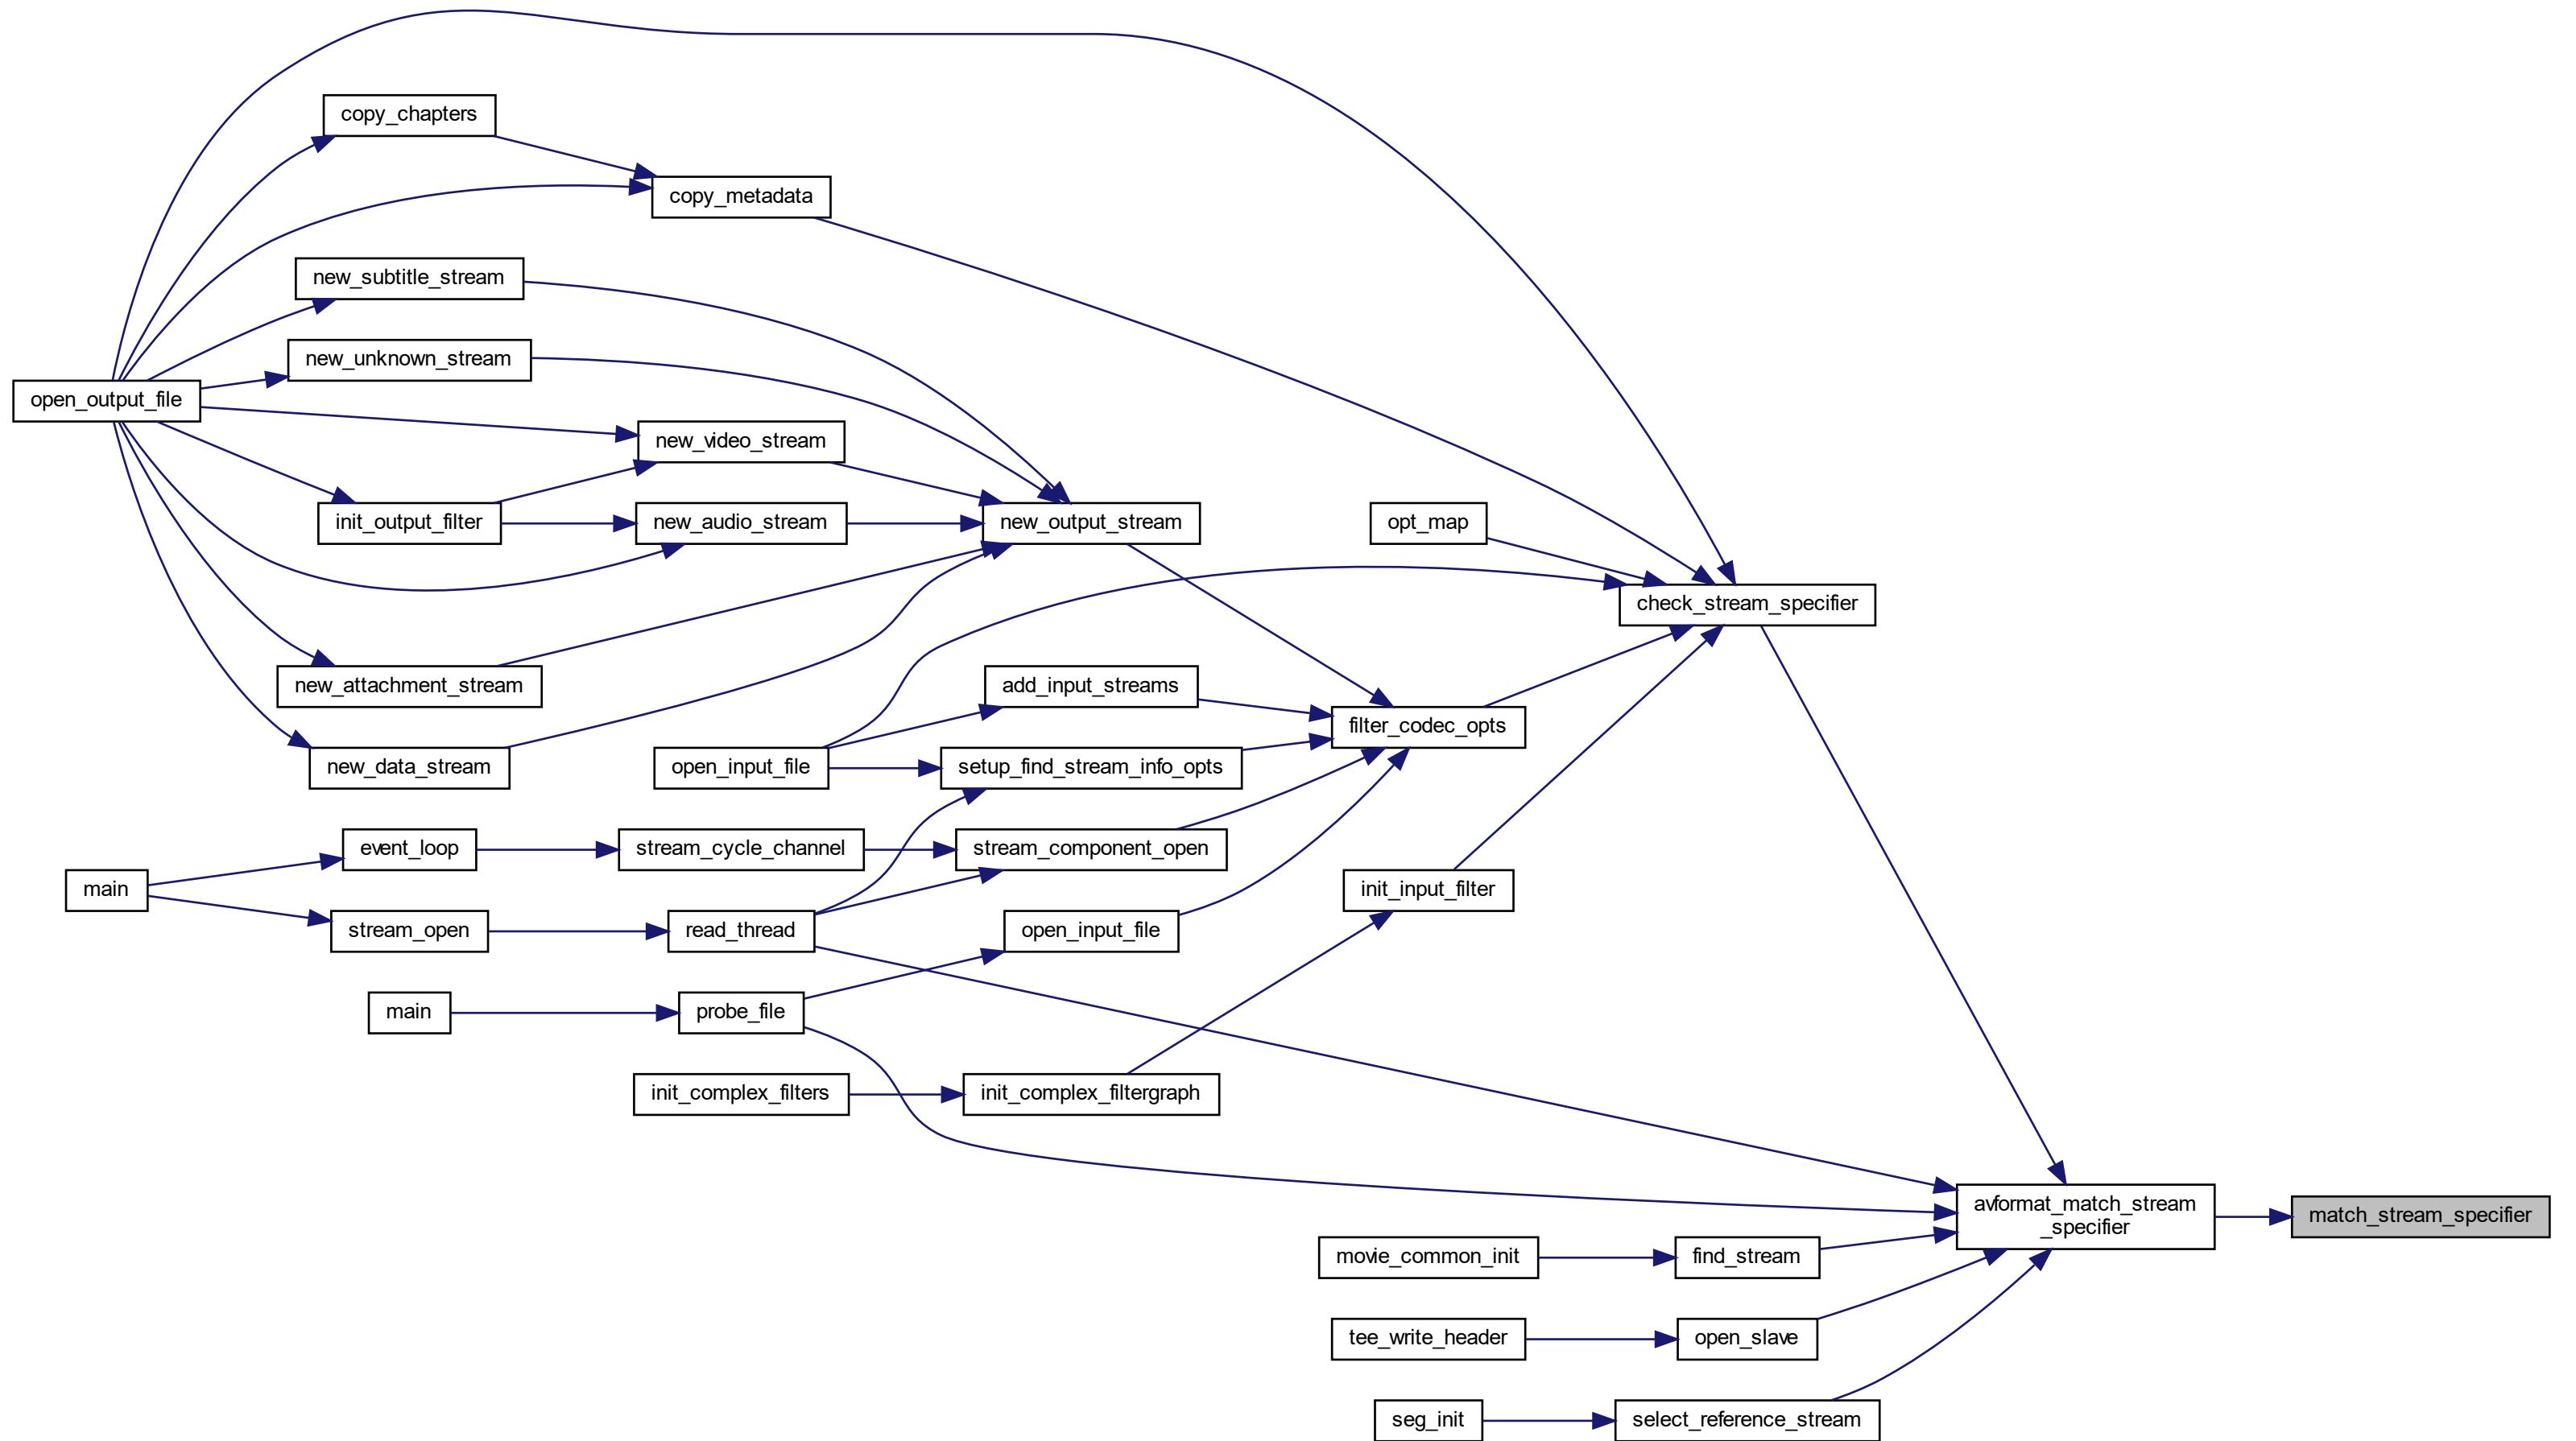 copy_chapters
copy_metadata
new_subtitle_stream
new_unknown_stream
open_output_file
new_video_stream
init_output_filter
new_audio_stream
new_output_stream
opt_map
check_stream_specifier
new_attachment_stream
add_input_streams
filter_codec_opts
new_data_stream
open_input_file
setup_find_stream_info_opts
event_loop
stream_cycle_channel
stream_component_open
main
init_input_filter
stream_open
read_thread
open_input_file
main
probe_file
init_complex_filters
init_complex_filtergraph
avformat_match_stream
_specifier
match_stream_specifier
movie_common_init
find_stream
tee_write_header
open_slave
seg_init
select_reference_stream